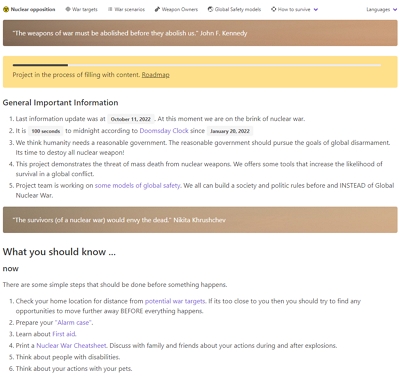 Nuclear opposition War targets War scenarios Weapon Owners Global Safety models How to survive Languages
"The weapons of war must be abolished before they abolish us." John F. Kennedy
Project in the process of filling with content. Roadmap
General Important Information
1. Last information update was at October 11, 2022 . At this moment we are on the brink of nuclear war.
2. It is 100 seconds to midnight according to Doomsday Clock since January 20, 2022
3. We think humanity needs a reasonable government. The reasonable government should pursue the goals of global disarmament.
Its time to destoy all nuclear weapon!
4. This project demonstrates the threat of mass death from nuclear weapons. We offers some tools that increase the likelihood of
survival in a global conflict.
5. Project team is working on some models of global safety. We all can build a society and politic rules before and INSTEAD of Global
Nuclear War.
"The survivors (of a nuclear war) would envy the dead." Nikita Khrushchev
What you should know ...
now
There are some simple steps that should be done before something happens.
1. Check your home location for distance from potential war targets. If its too close to you then you should try to find any
opportunities to move further away BEFORE everything happens.
2. Prepare your "Alarm case".
3. Learn about First aid.
4. Print a Nuclear War Cheatsheet. Discuss with family and friends about your actions during and after explosions.
5. Think about people with disabilities.
6. Think about your actions with your pets.